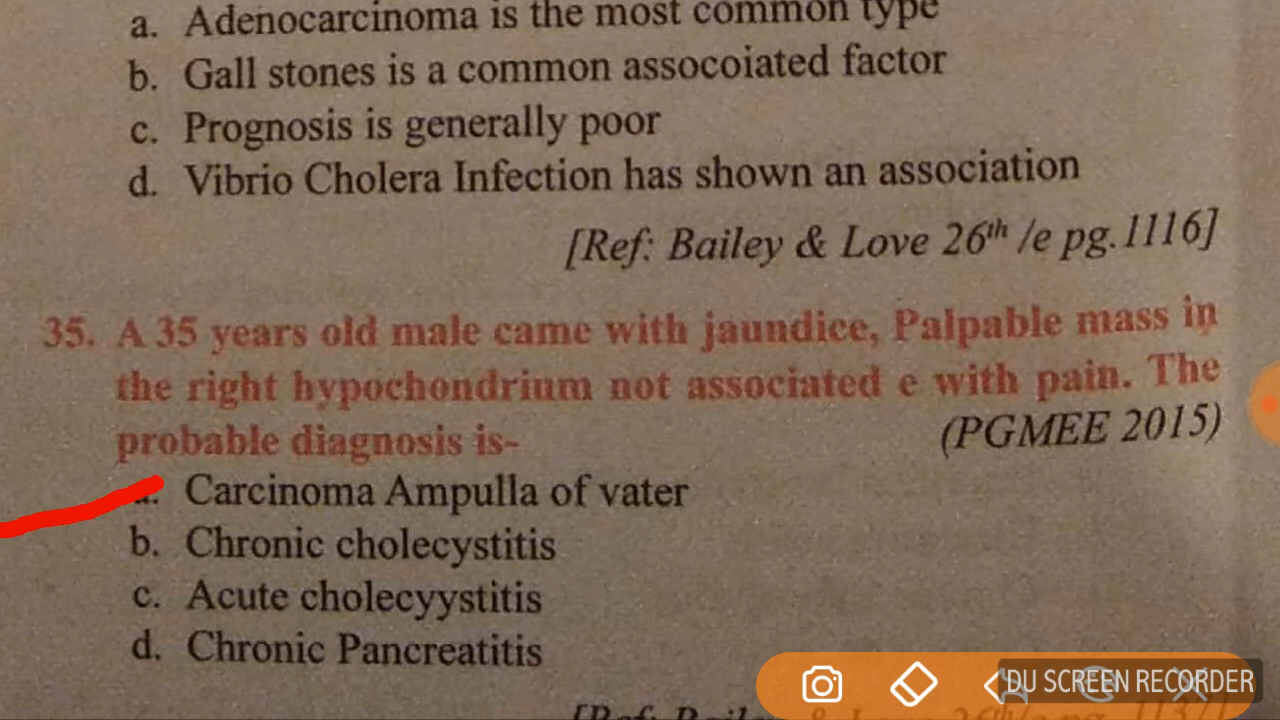 a. Adenocarcinoma is the most common type
b. Gall stones is a common assocoiated factor
c. Prognosis is generally poor
d. Vibrio Cholera Infection has shown an association
[Ref: Bailey & Love 26th /e pg.1116]
35. A 35 years old male came with jaundice, Palpable mass in
the right hypochondrium not associated e with pain. The
probable diagnosis is-
(PGMEE 2015)
a. Carcinoma Ampulla of vater
b. Chronic cholecystitis
c. Acute cholecyystitis
d. Chronic Pancreatitis
DU SCREEN RECORDER